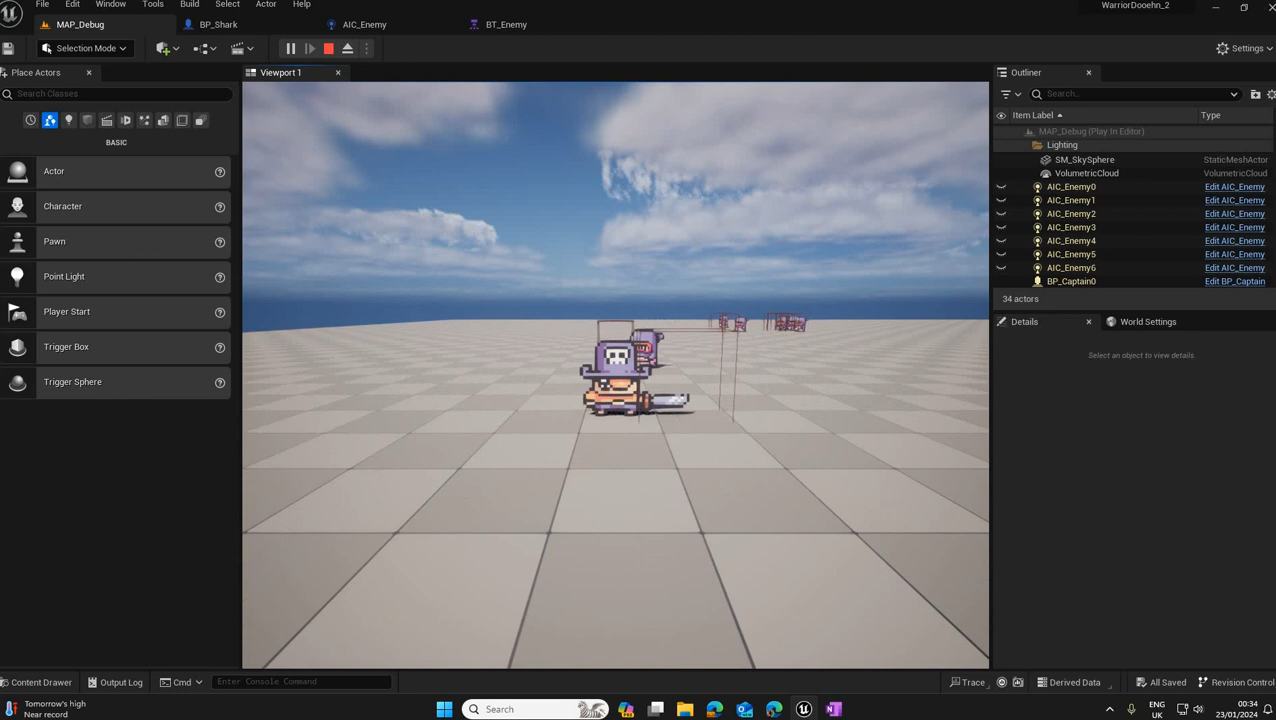 File Edit Window Tools Build Select Actor Help
WarriorDooehn_2
MAP_Debug BP_Shark AIC_Enemy BT_Enemy
Selection Mode
Settings
Place Actors
Viewport 1
Outliner
Search Classes
Search...
Item Label Type
BASIC
MAP_Debug (Play In Editor)
Lighting
SM_SkySphere StaticMeshActor
VolumetricCloud VolumetricCloud
AIC_Enemy0 Edit AIC_Enemy
AIC_Enemy1 Edit AIC_Enemy
AIC_Enemy2 Edit AIC_Enemy
AIC_Enemy3 Edit AIC_Enemy
AIC_Enemy4 Edit AIC_Enemy
AIC_Enemy5 Edit AIC_Enemy
AIC_Enemy6 Edit AIC_Enemy
BP_Captain0 Edit BP_Captain
34 actors
Details World Settings
Select an object to view details.
Actor
Character
Pawn
Point Light
Player Start
Trigger Box
Trigger Sphere
Content Drawer Output Log Cmd Enter Console Command
Trace Derived Data All Saved Revision Control
Tomorrow's high
Near record
Search
ENG
UK
00:34
23/01/2024